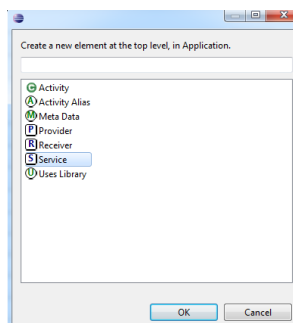 Create a new element at the top level, in Application.
A Activity
A Activity Alias
M Meta Data
P Provider
R Receiver
S Service
U Uses Library
OK Cancel